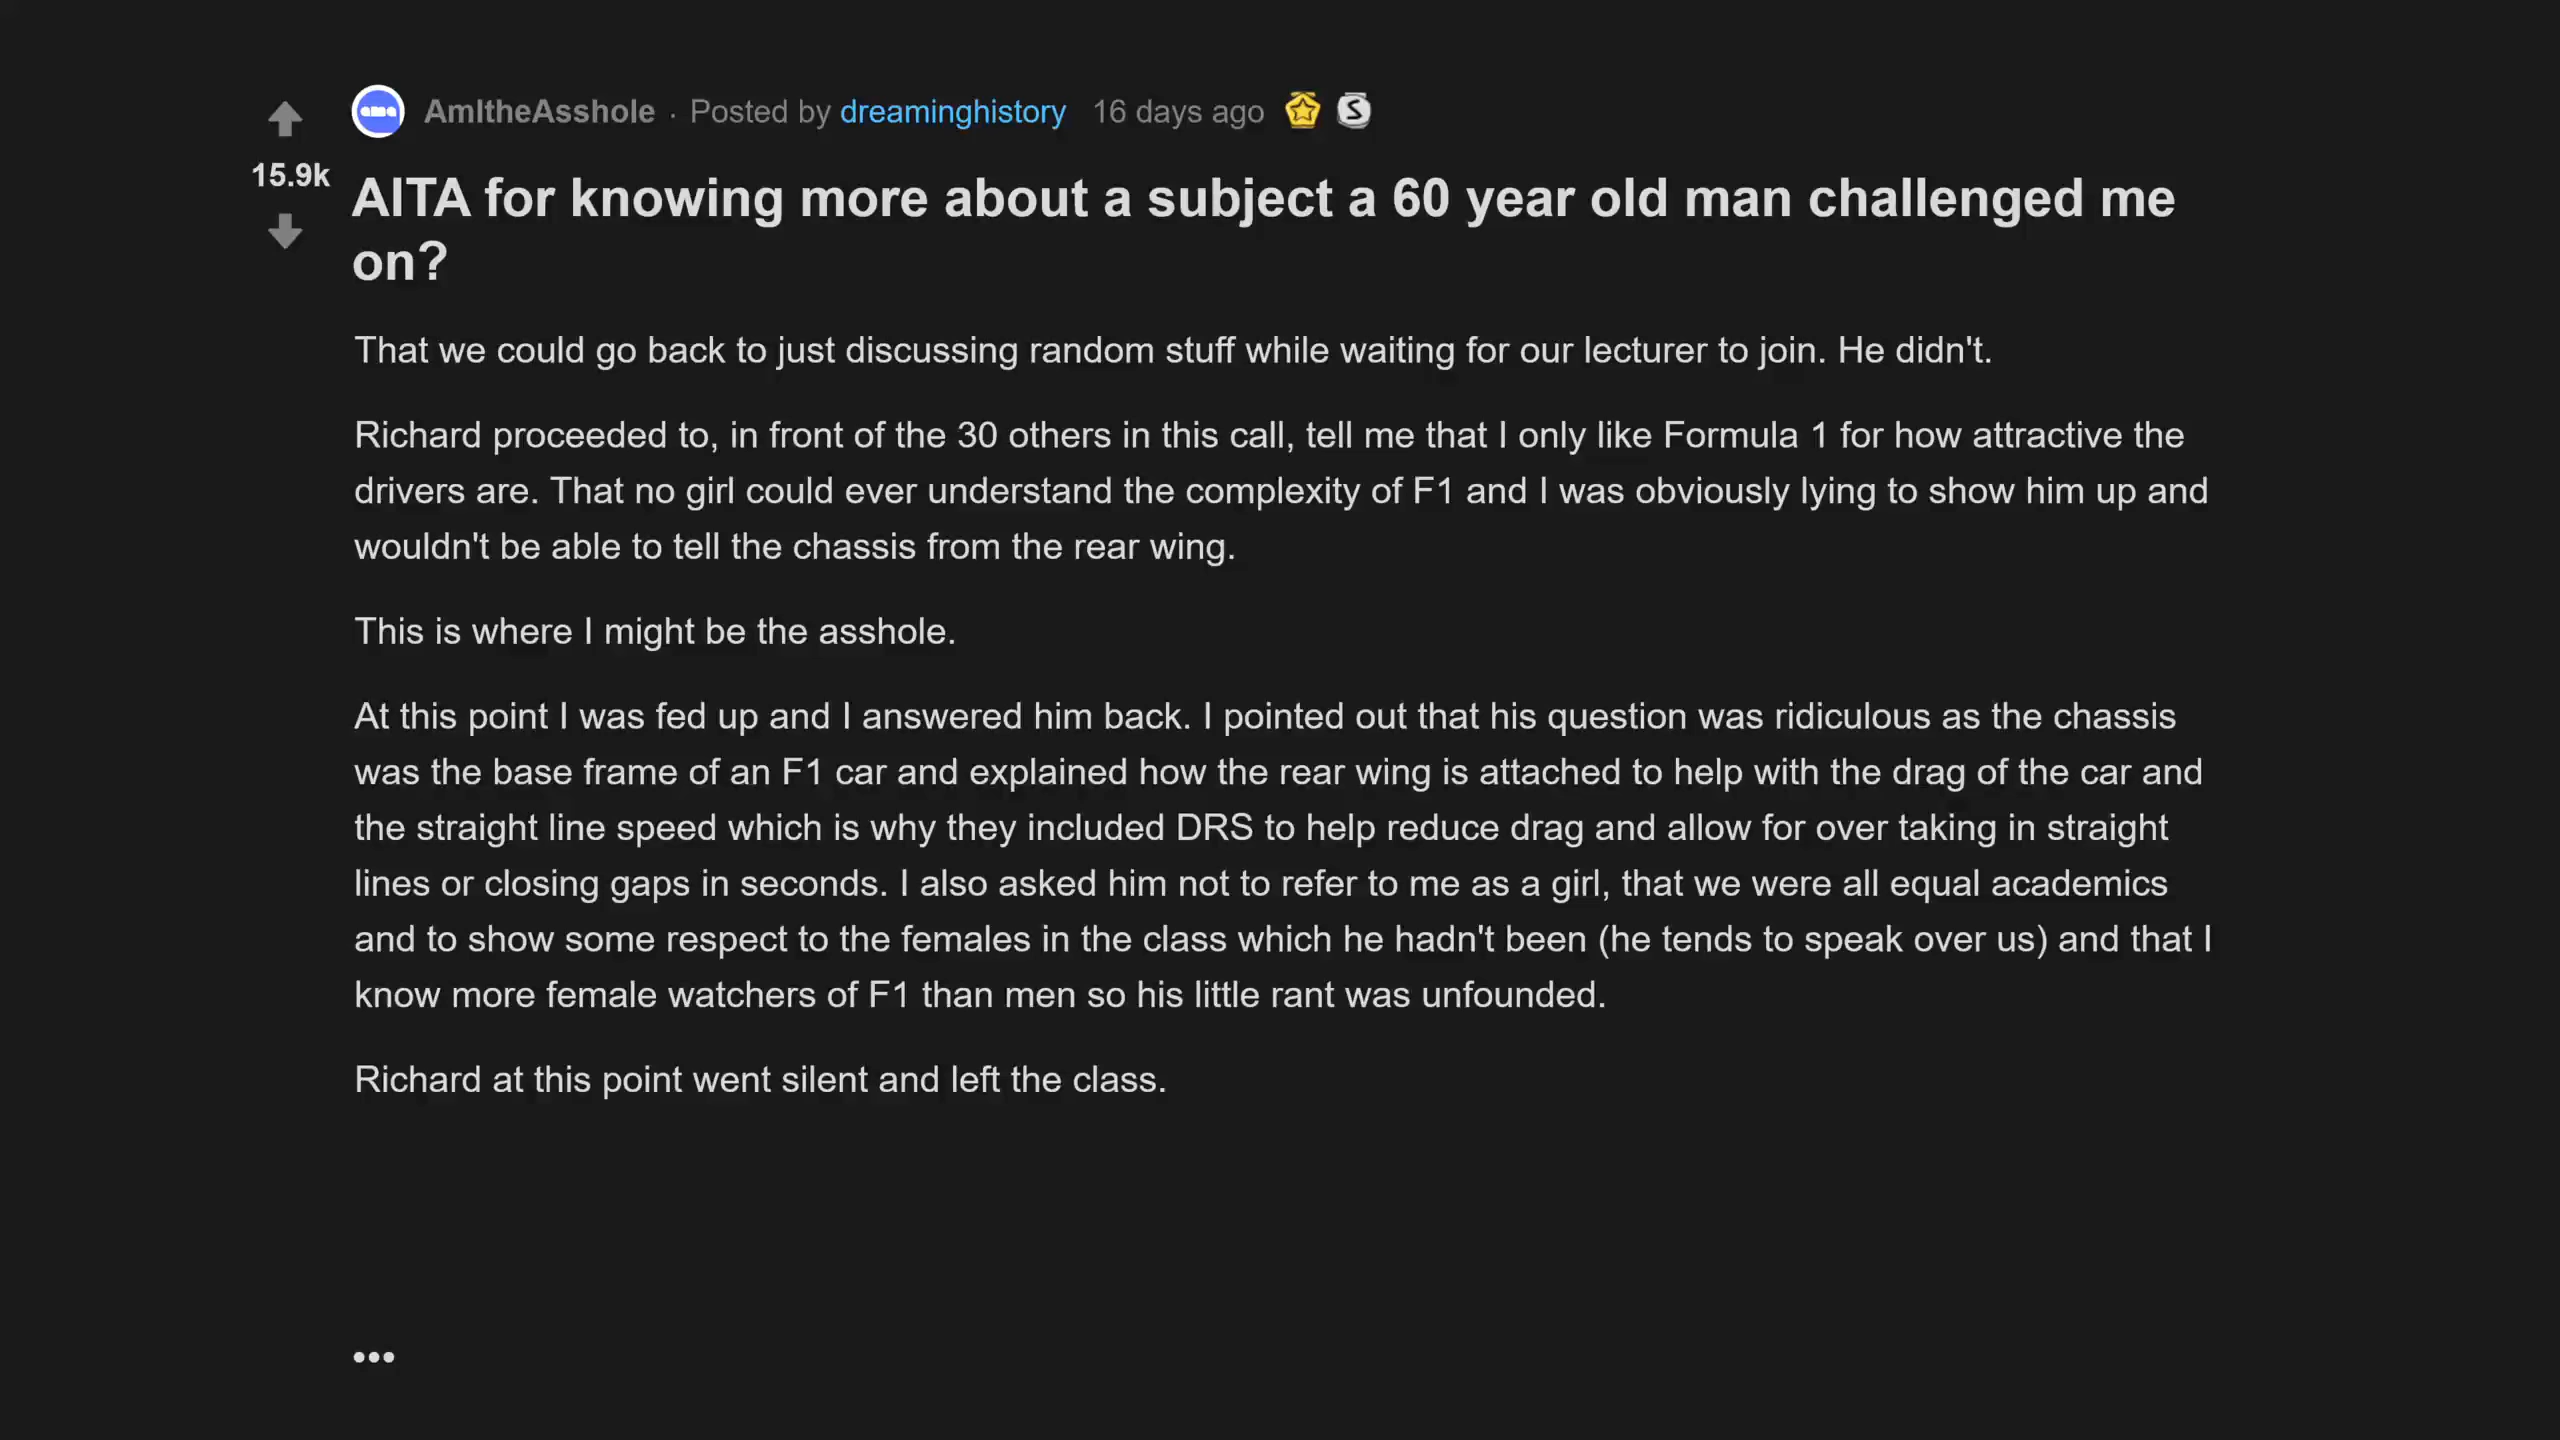 AmItheAsshole · Posted by dreaminghistory 16 days ago
15.9k
AITA for knowing more about a subject a 60 year old man challenged me
on?
That we could go back to just discussing random stuff while waiting for our lecturer to join. He didn't.
Richard proceeded to, in front of the 30 others in this call, tell me that I only like Formula 1 for how attractive the
drivers are. That no girl could ever understand the complexity of F1 and I was obviously lying to show him up and
wouldn't be able to tell the chassis from the rear wing.
This is where I might be the asshole.
At this point I was fed up and I answered him back. I pointed out that his question was ridiculous as the chassis
was the base frame of an F1 car and explained how the rear wing is attached to help with the drag of the car and
the straight line speed which is why they included DRS to help reduce drag and allow for over taking in straight
lines or closing gaps in seconds. I also asked him not to refer to me as a girl, that we were all equal academics
and to show some respect to the females in the class which he hadn't been (he tends to speak over us) and that I
know more female watchers of F1 than men so his little rant was unfounded.
Richard at this point went silent and left the class.
•••